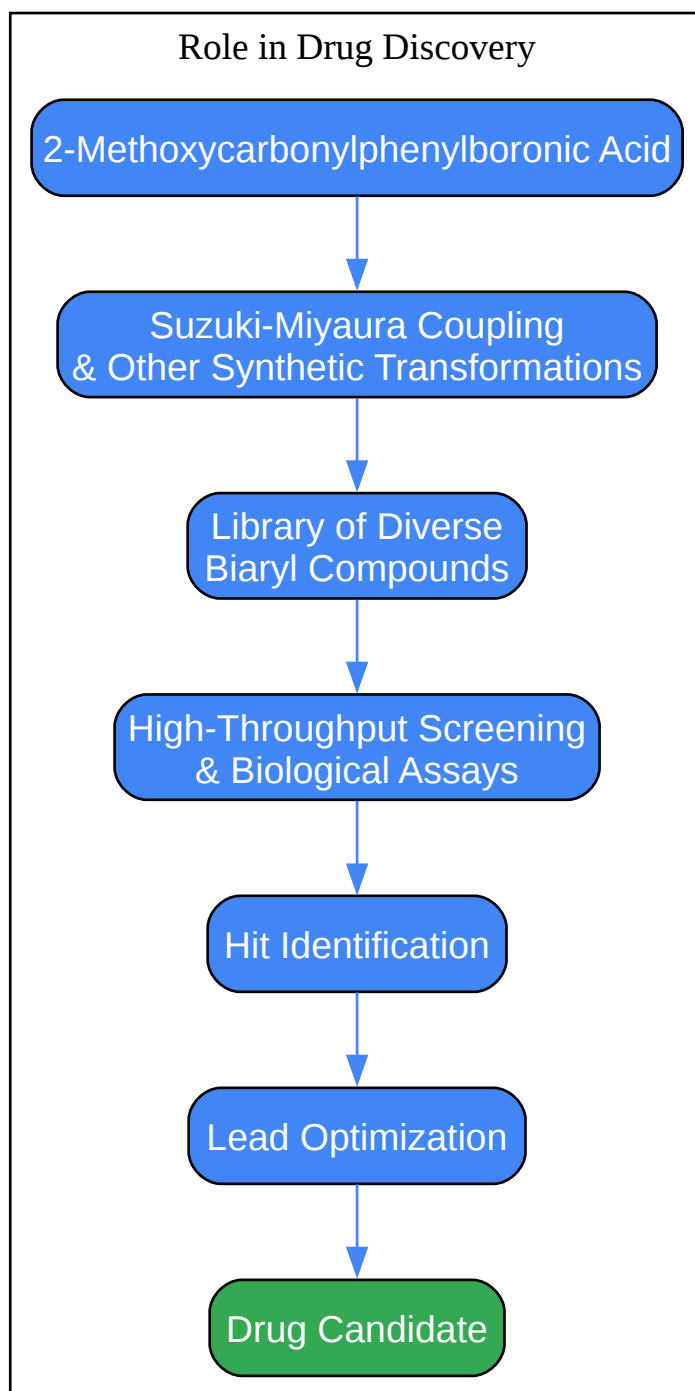 Role in Drug Discovery
2-Methoxycarbonylphenylboronic Acid
Suzuki-Miyaura Coupling
& Other Synthetic Transformations
Library of Diverse
Biaryl Compounds
High-Throughput Screening
& Biological Assays
Hit Identification
Lead Optimization
Drug Candidate